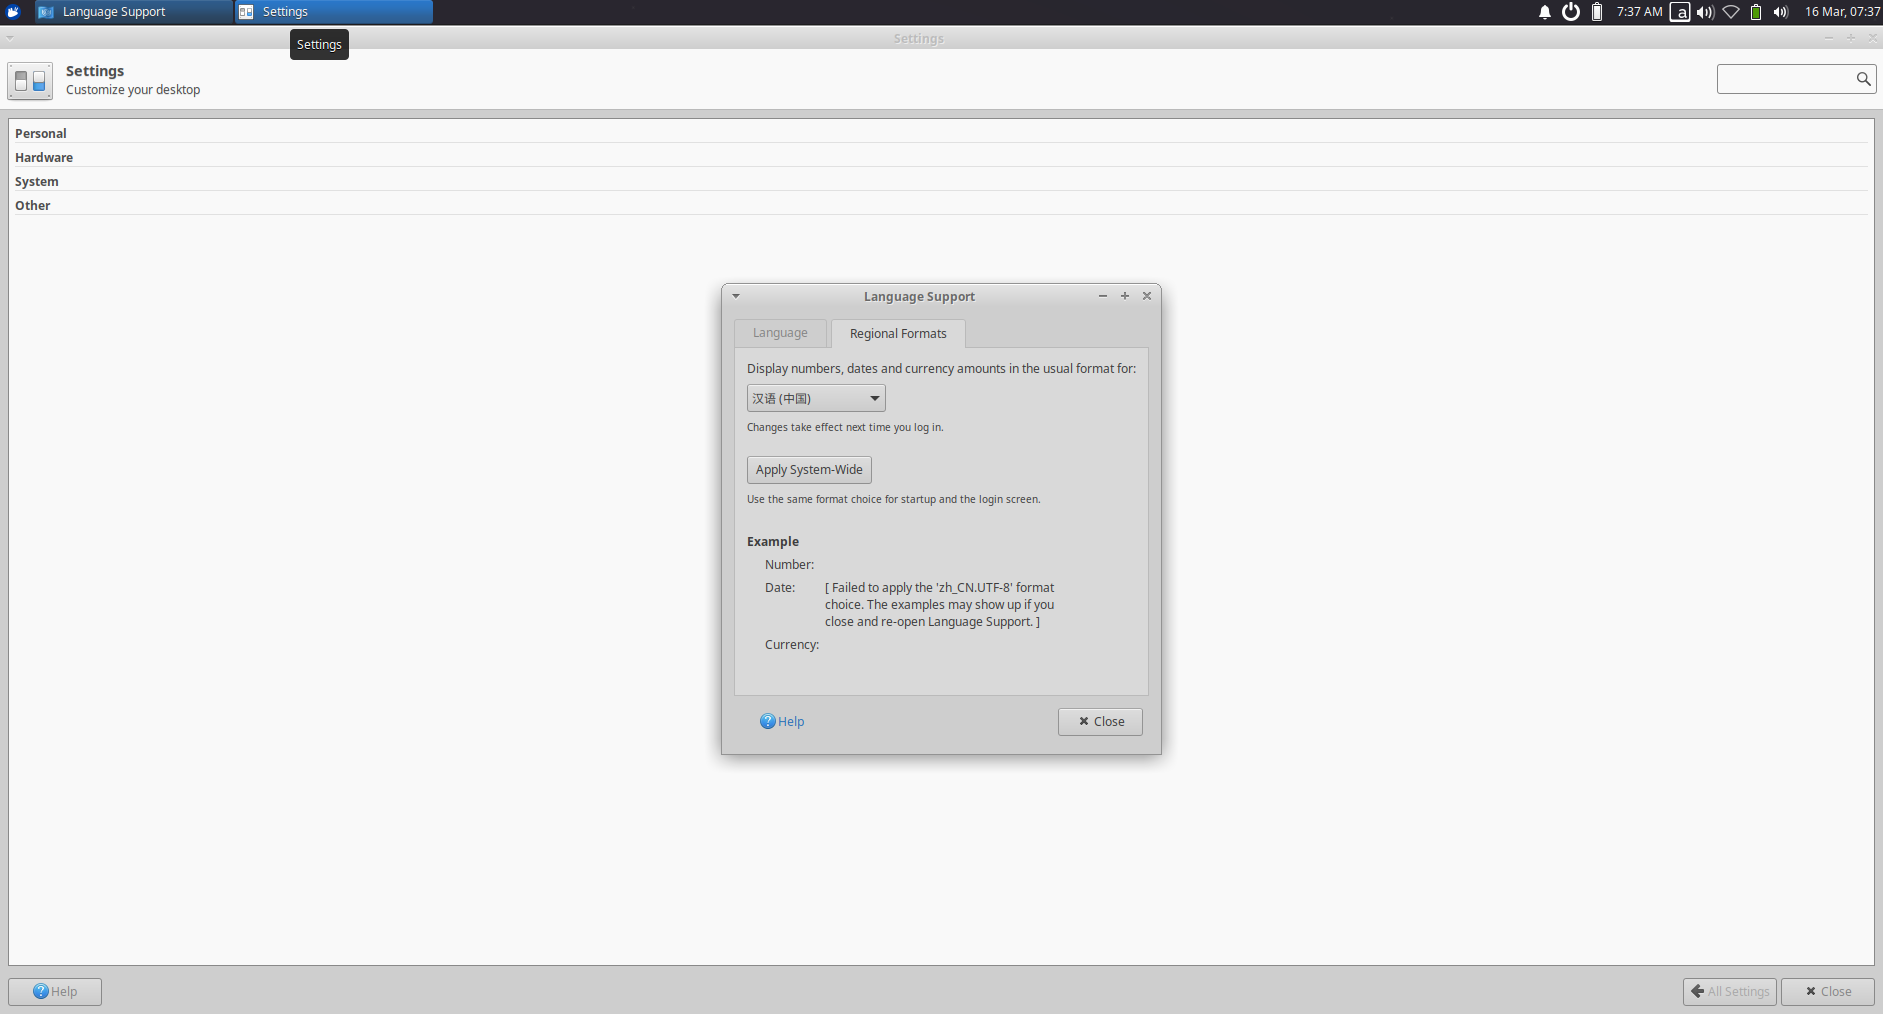 Language Support
Settings
7:37 AM
a
16 Mar, 07:37
Settings
Settings
Settings
Customize your desktop
Personal
Hardware
System
Other
Language Support
Language
Regional Formats
Display numbers, dates and currency amounts in the usual format for:
汉语 (中国)
Changes take effect next time you log in.
Apply System-Wide
Use the same format choice for startup and the login screen.
Example
Number:
Date: [ Failed to apply the 'zh_CN.UTF-8' format
choice. The examples may show up if you
close and re-open Language Support. ]
Currency:
Help
Close
Help
All Settings
Close